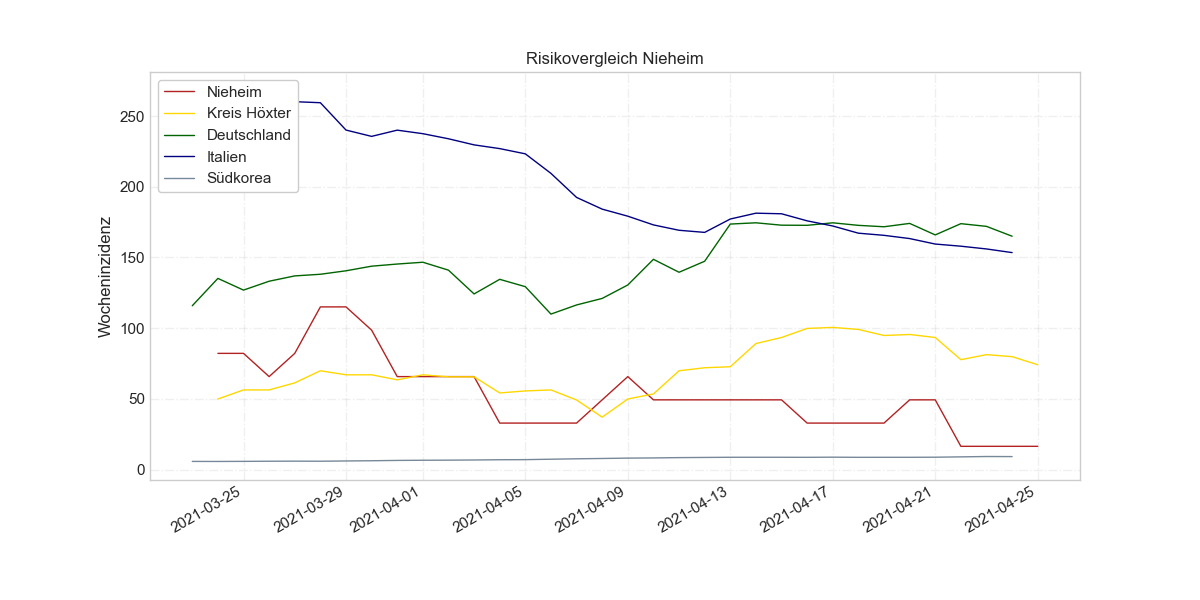 Risikovergleich Nieheim
Nieheim
Kreis Höxter
Deutschland
Italien
Südkorea
Wocheninzidenz
250
200
150
100
50
0
2021-03-25
2021-03-29
2021-04-01
2021-04-05
2021-04-09
2021-04-13
2021-04-17
2021-04-21
2021-04-25